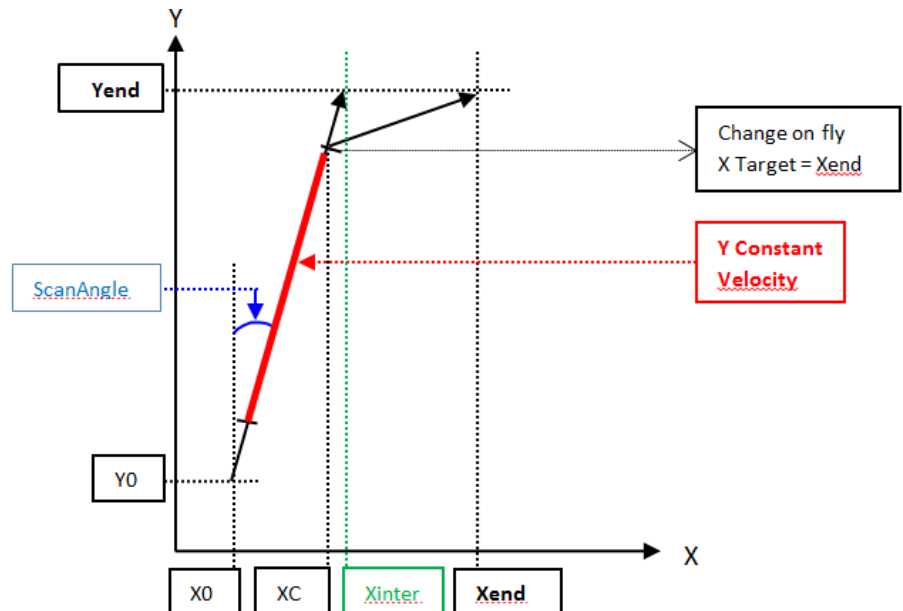 Y
Yend
Change on fly
X Target = Xend
Y Constant
Velocity
ScanAngle
Y0
X
X0
XC
Xinter
Xend